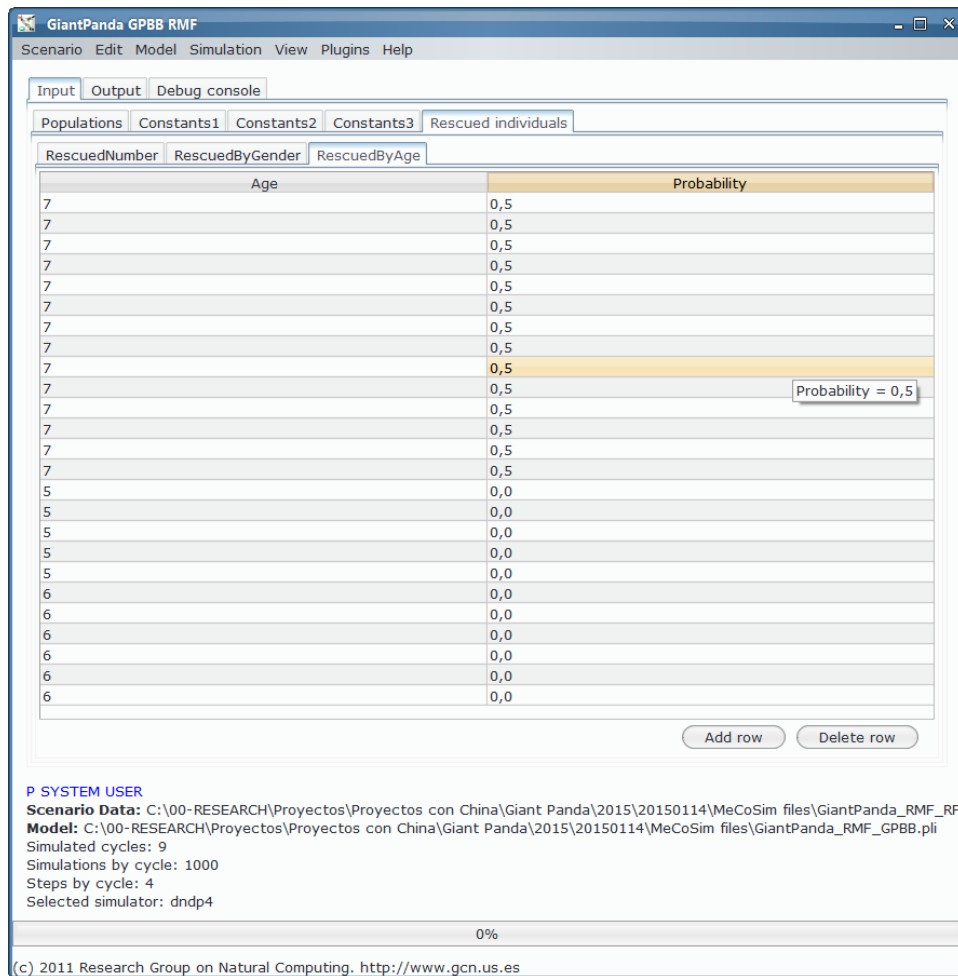 GiantPanda GPBB RMF
Scenario Edit Model Simulation View Plugins Help
Input Output Debug console
Populations Constants1 Constants2 Constants3 Rescued individuals
RescuedNumber RescuedByGender RescuedByAge
Age Probability
7 0,5
7 0,5
7 0,5
7 0,5
7 0,5
7 0,5
7 0,5
7 0,5
7 0,5
7 0,5 Probability = 0,5
7 0,5
7 0,5
7 0,5
7 0,5
5 0,0
5 0,0
5 0,0
5 0,0
5 0,0
6 0,0
6 0,0
6 0,0
6 0,0
6 0,0
6 0,0
Add row Delete row
P SYSTEM USER
Scenario Data: C:\00-RESEARCH\Proyectos\Proyectos con China\Giant Panda\2015\20150114\MeCoSim files\GiantPanda_RMF_RF
Model: C:\00-RESEARCH\Proyectos\Proyectos con China\Giant Panda\2015\20150114\MeCoSim files\GiantPanda_RMF_GPBB.pli
Simulated cycles: 9
Simulations by cycle: 1000
Steps by cycle: 4
Selected simulator: dndp4
0%
(c) 2011 Research Group on Natural Computing. http://www.gcn.us.es